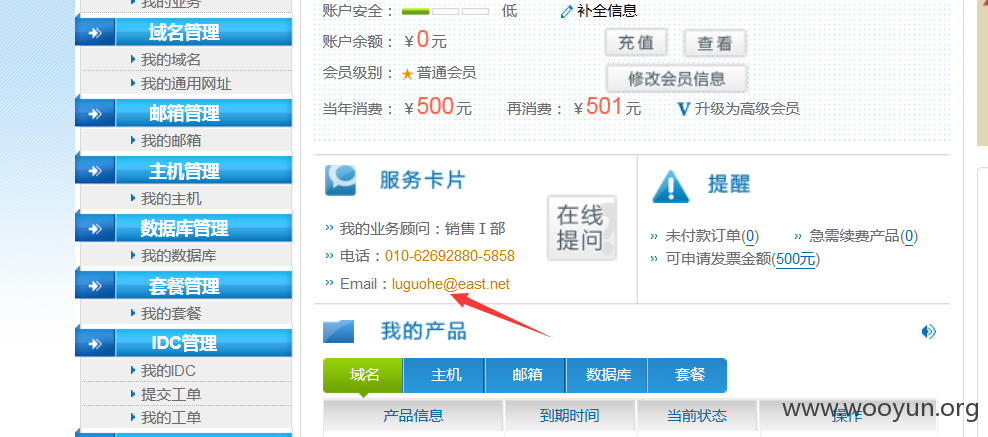 我的业务
域名管理
我的域名
我的通用网址
邮箱管理
我的邮箱
主机管理
我的主机
数据库管理
我的数据库
套餐管理
我的套餐
IDC管理
我的IDC
提交工单
我的工单
账户安全： 低 补全信息
账户余额： ￥0元 充值 查看
会员级别： 普通会员 修改会员信息
当年消费： ￥500元 再消费： ￥501元 V 升级为高级会员
服务卡片
我的业务顾问：销售Ⅰ部
电话：010-62692880-5858
Email：luguohe@east.net
在线
提问
?
提醒
未付款订单(0) 急需续费产品(0)
可申请发票金额(500元)
我的产品
域名 主机 邮箱 数据库 套餐
产品信息 到期时间 当前状态 操作
www.wooyun.org